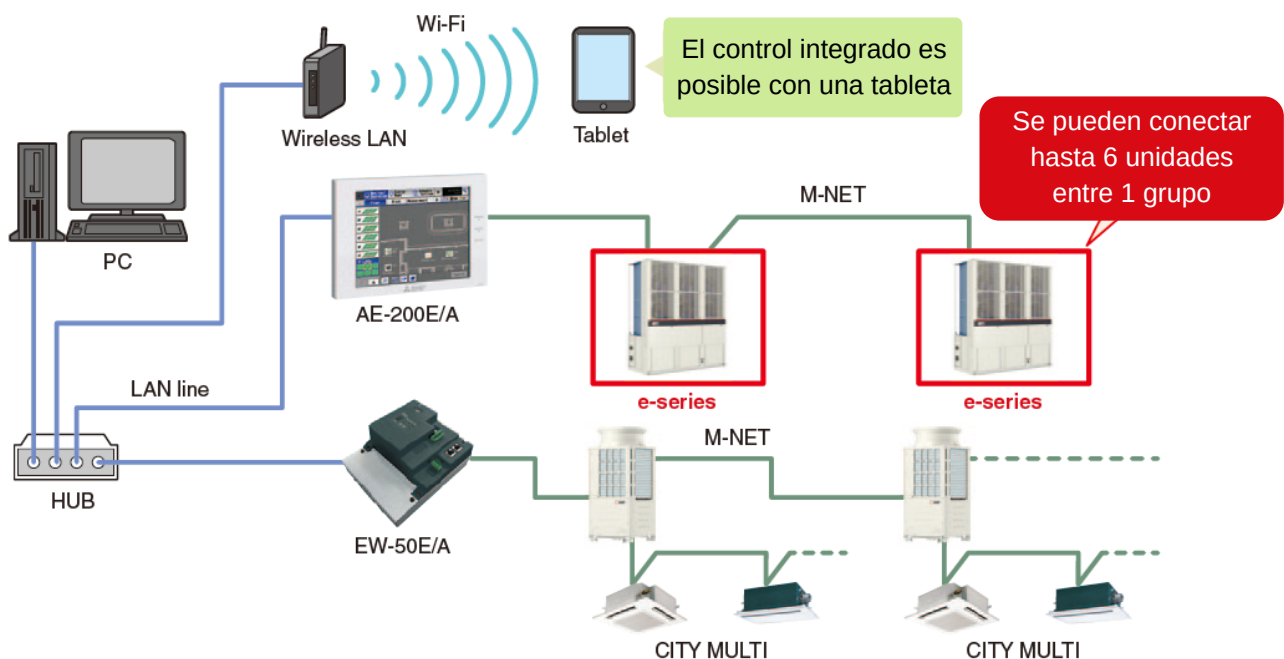 Wi-Fi
El control integrado es
posible con una tableta
Wireless LAN
Tablet
Se pueden conectar
hasta 6 unidades
entre 1 grupo
M-NET
PC
AE-200E/A
LAN line
e-series
e-series
M-NET
HUB
EW-50E/A
CITY MULTI
CITY MULTI